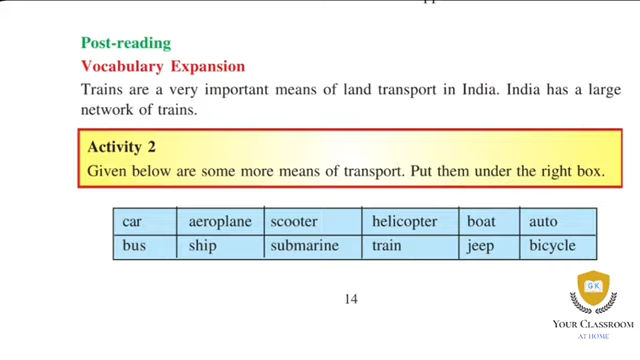 Post-reading
Vocabulary Expansion
Trains are a very important means of land transport in India. India has a large
network of trains.
Activity 2
Given below are some more means of transport. Put them under the right box.
car aeroplane scooter helicopter boat auto
bus ship submarine train jeep bicycle
14
GK
YOUR CLASSROOM
AT HOME